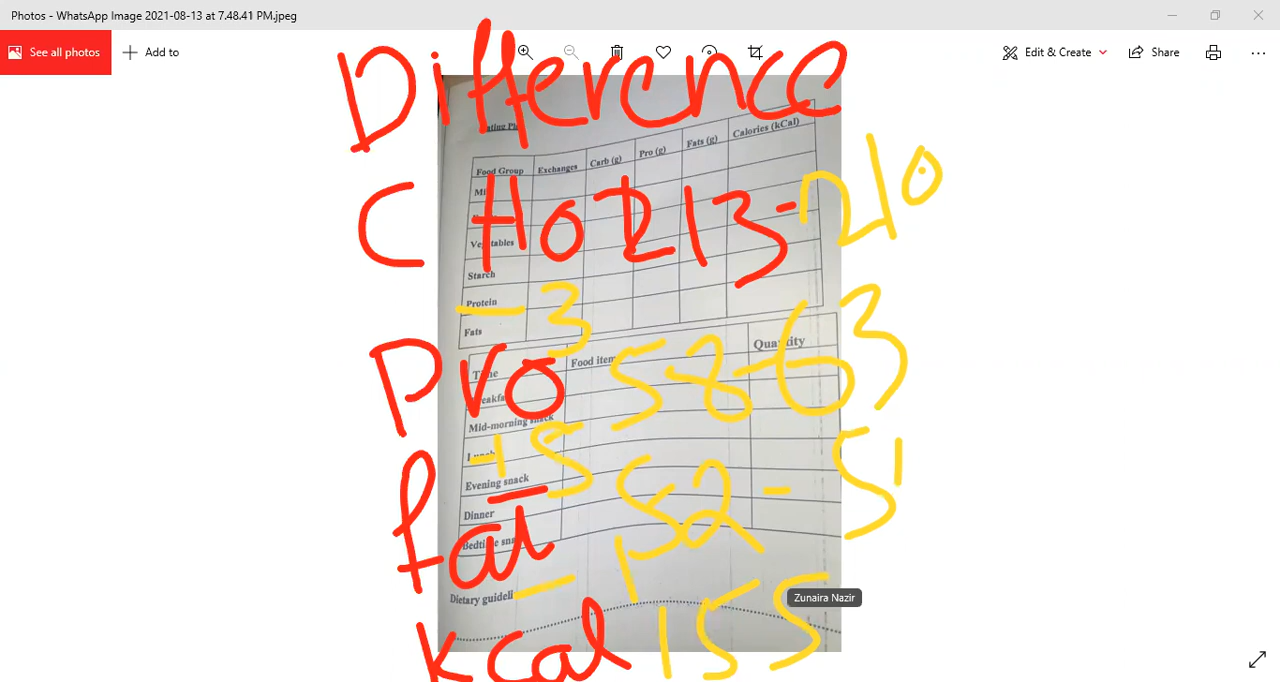 Photos - WhatsApp Image 2021-08-13 at 7.48.41 PM.jpeg
See all photos
Add to
Edit & Create
Share
Difference
Food Group Exchanges Carb (g) Pro (g) Fats (g) Calories (kCal)
CHO 213 - 210
Vegetables
Starch
Protein
- 3
Fats
Food item Quantity
Pro 58 - 63
Mid-morning snack
+5
Evening snack
52 - 51
Dinner
fat
Bedtime snack
- 1
Zunaira Nazir
kcal 155